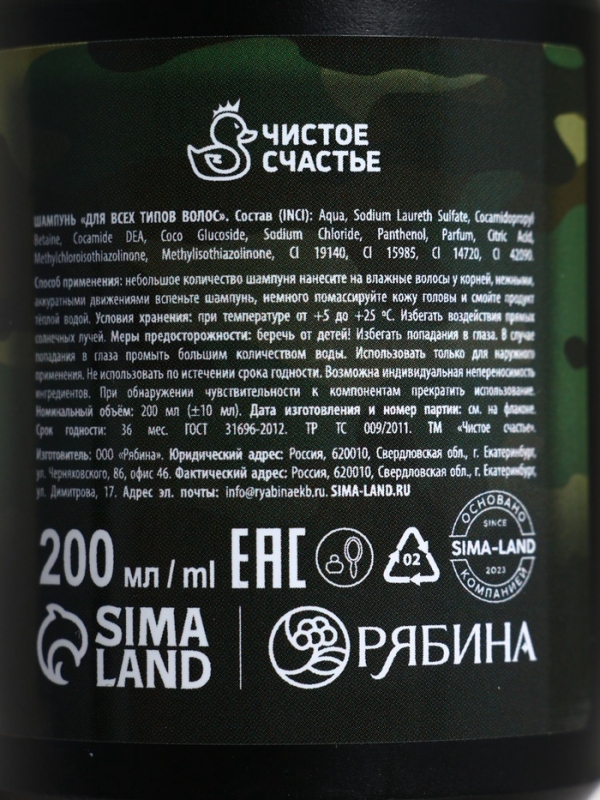 ЧИСТОЕ
СЧАСТЬЕ
ШАМПУНЬ «ДЛЯ ВСЕХ ТИПОВ ВОЛОС». Состав (INCI): Aqua, Sodium Laureth Sulfate, Cocamidopropyl
Betaine, Cocamide DEA, Coco Glucoside, Sodium Chloride, Panthenol, Parfum, Citric Acid,
Methylchloroisothiazolinone, Methylisothiazolinone, CI 19140, CI 15985, CI 14720, CI 42090.
Способ применения: небольшое количество шампуня нанесите на влажные волосы у корней, нежными,
аккуратными движениями вспеньте шампунь, немного помассируйте кожу головы и смойте продукт
тёплой водой. Условия хранения: при температуре от +5 до +25 °С. Избегать воздействия прямых
солнечных лучей. Меры предосторожности: беречь от детей! Избегать попадания в глаза. В случае
попадания в глаза промыть большим количеством воды. Использовать только для наружного
применения. Не использовать по истечении срока годности. Возможна индивидуальная непереносимость
ингредиентов. При обнаружении чувствительности к компонентам прекратить использование.
Номинальный объём: 200 мл (±10 мл). Дата изготовления и номер партии: см. на флаконе.
Срок годности: 36 мес. ГОСТ 31696-2012. ТР ТС 009/2011. ТМ «Чистое счастье».
Изготовитель: ООО «Рябина». Юридический адрес: Россия, 620010, Свердловская обл., г. Екатеринбург,
ул. Черняховского, 86, офис 46. Фактический адрес: Россия, 620010, Свердловская обл., г. Екатеринбург,
ул. Димитрова, 17. Адрес эл. почты: info@ryabinaekb.ru. SIMA-LAND.RU
200 мл / ml EAC 02
ОСНОВАНО
SINCE
SIMA-LAND
2023
КОМПАНИЕЙ
SIMA
LAND
РЯБИНА